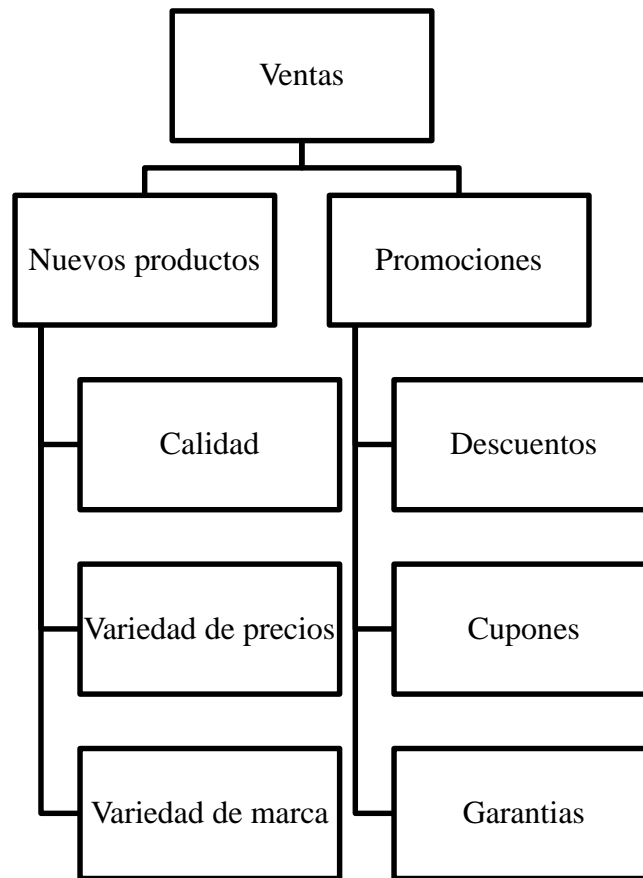 Ventas
Nuevos productos
Promociones
Calidad
Descuentos
Variedad de precios
Cupones
Variedad de marca
Garantias